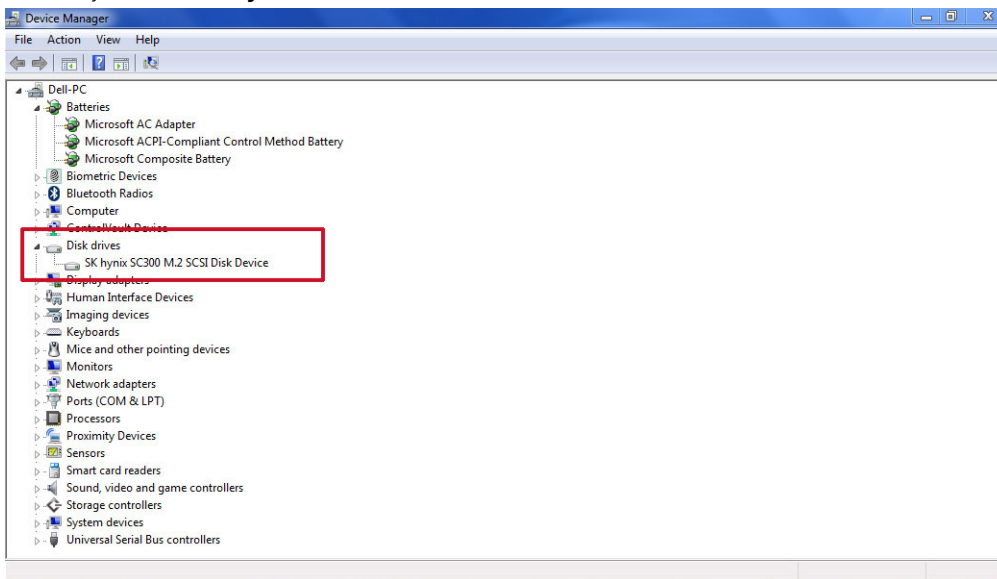 Device Manager
File Action View Help
Dell-PC
Batteries
Microsoft AC Adapter
Microsoft ACPI-Compliant Control Method Battery
Microsoft Composite Battery
Biometric Devices
Bluetooth Radios
Computer
ControlVault Device
Disk drives
SK hynix SC300 M.2 SCSI Disk Device
Display adapters
Human Interface Devices
Imaging devices
Keyboards
Mice and other pointing devices
Monitors
Network adapters
Ports (COM & LPT)
Processors
Proximity Devices
Sensors
Smart card readers
Sound, video and game controllers
Storage controllers
System devices
Universal Serial Bus controllers